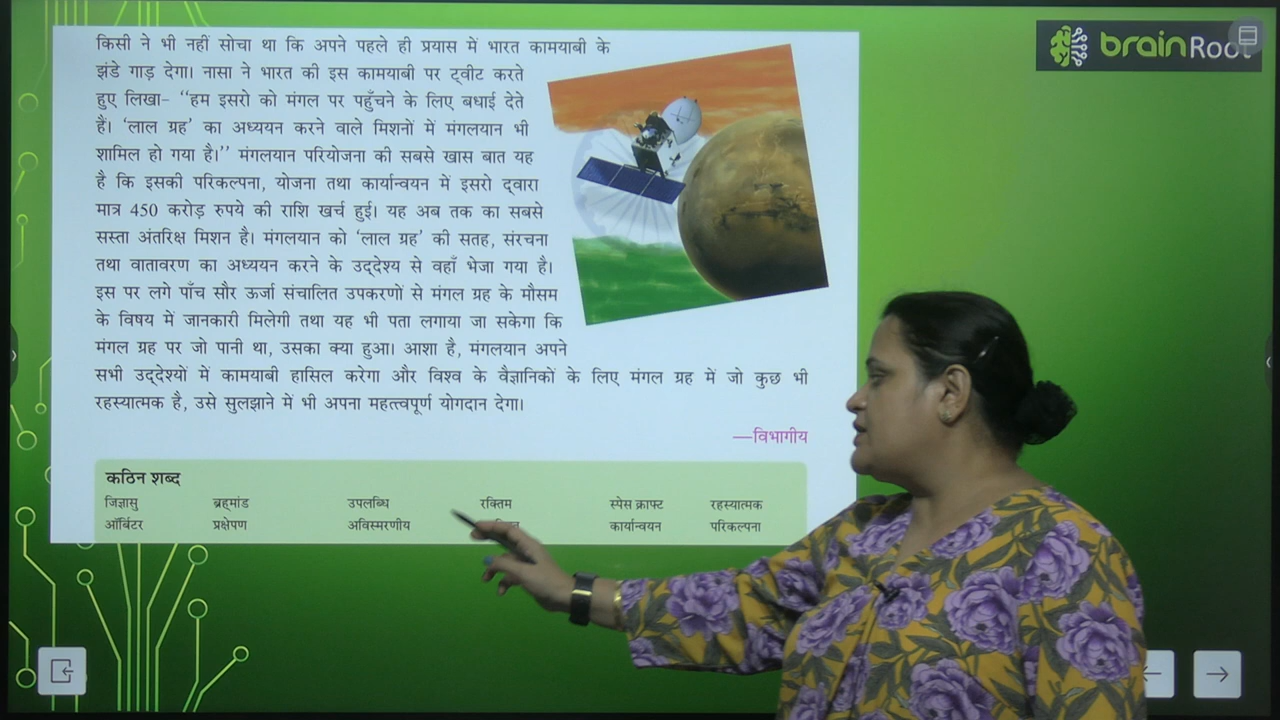 brainRoot
किसी ने भी नहीं सोचा था कि अपने पहले ही प्रयास में भारत कामयाबी के
झंडे गाड़ देगा। नासा ने भारत की इस कामयाबी पर ट्वीट करते
हुए लिखा– ‘‘हम इसरो को मंगल पर पहुँचने के लिए बधाई देते
हैं। ‘लाल ग्रह’ का अध्ययन करने वाले मिशनों में मंगलयान भी
शामिल हो गया है।’’ मंगलयान परियोजना की सबसे खास बात यह
है कि इसकी परिकल्पना, योजना तथा कार्यान्वयन में इसरो द्‌वारा
मात्र 450 करोड़ रुपये की राशि खर्च हुई। यह अब तक का सबसे
सस्ता अंतरिक्ष मिशन है। मंगलयान को ‘लाल ग्रह’ की सतह, संरचना
तथा वातावरण का अध्ययन करने के उद्‌देश्य से वहाँ भेजा गया है।
इस पर लगे पाँच सौर ऊर्जा संचालित उपकरणों से मंगल ग्रह के मौसम
के विषय में जानकारी मिलेगी तथा यह भी पता लगाया जा सकेगा कि
मंगल ग्रह पर जो पानी था, उसका क्या हुआ। आशा है, मंगलयान अपने
सभी उद्‌देश्यों में कामयाबी हासिल करेगा और विश्व के वैज्ञानिकों के लिए मंगल ग्रह में जो कुछ भी
रहस्यात्मक है, उसे सुलझाने में भी अपना महत्त्वपूर्ण योगदान देगा।
—विभागीय
कठिन शब्द
जिज्ञासु ब्रह्‌मांड उपलब्धि रक्तिम स्पेस क्राफ्ट रहस्यात्मक
ऑर्बिटर प्रक्षेपण अविस्मरणीय कार्यान्वयन परिकल्पना